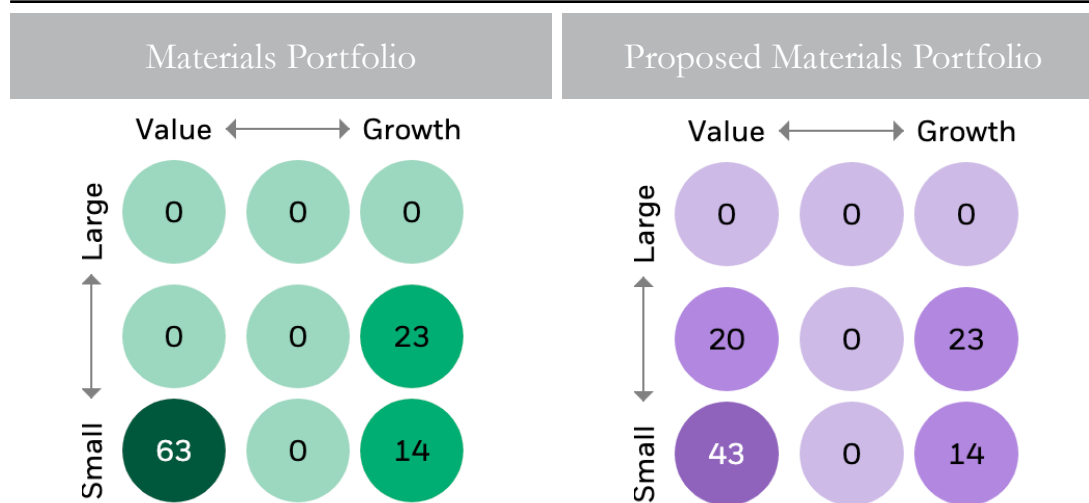 Materials Portfolio
Proposed Materials Portfolio
Value Growth
Large
0 0 0
0 0 23
Small
63 0 14
Value Growth
Large
0 0 0
20 0 23
Small
43 0 14